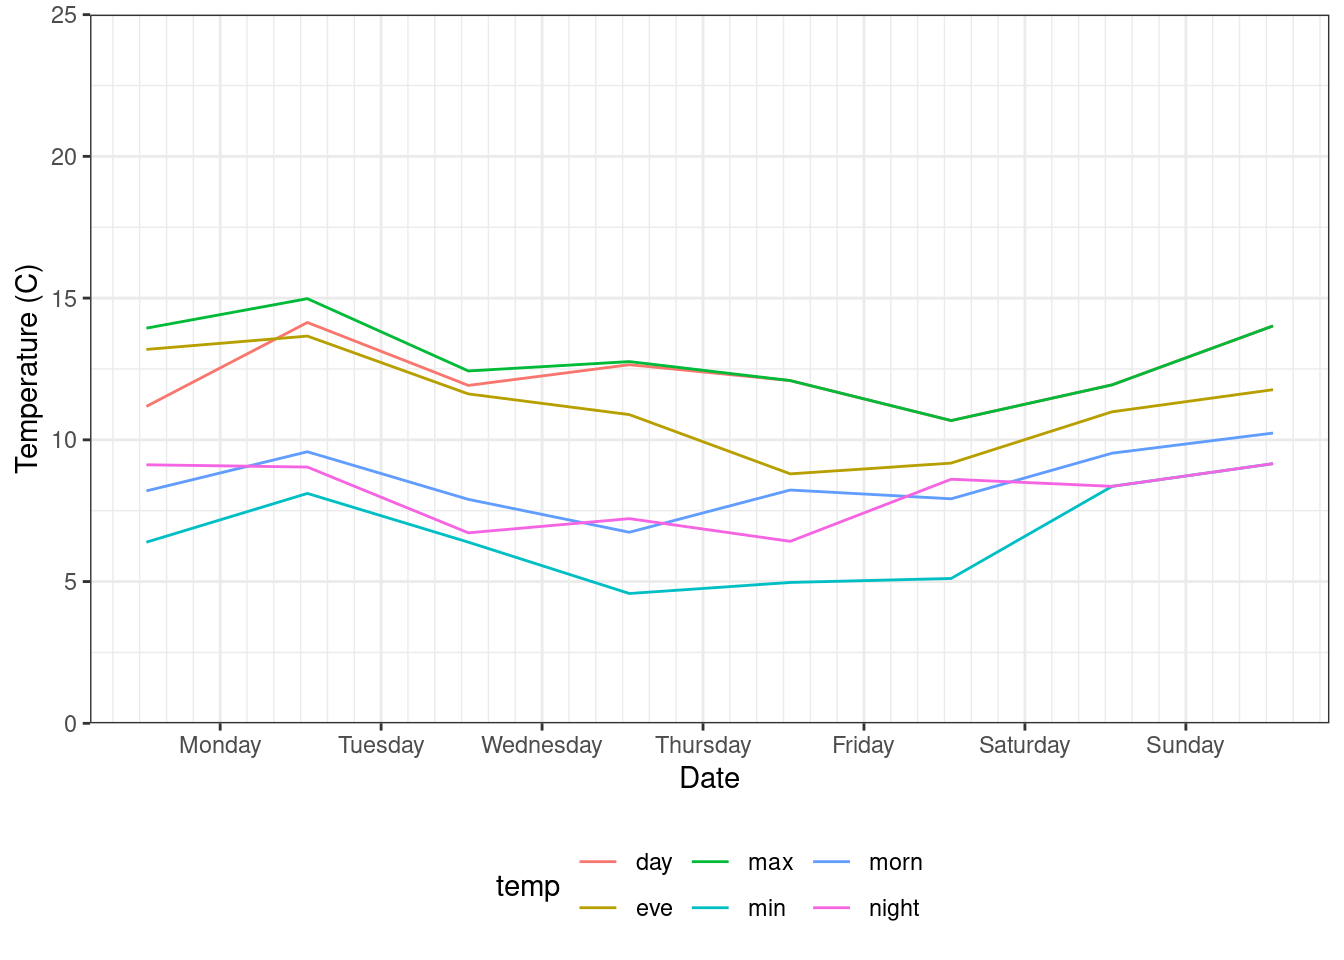 25
20
15
10
5
0
Temperature (C)
Monday Tuesday Wednesday Thursday Friday Saturday Sunday
Date
temp
day max morn
eve min night